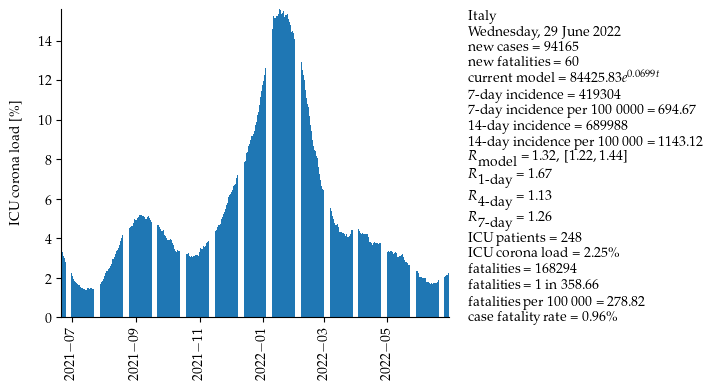 ICU corona load [%]
14
12
10
8
6
4
2
0
2021−07
2021−09
2021−11
2022−01
2022−03
2022−05
Italy
Wednesday, 29 June 2022
new cases = 94165
new fatalities = 60
current model = 84425.83e^0.0699t
7-day incidence = 419304
7-day incidence per 100 0000 = 694.67
14-day incidence = 689988
14-day incidence per 100 000 = 1143.12
R_model = 1.32, [1.22, 1.44]
R_1-day = 1.67
R_4-day = 1.13
R_7-day = 1.26
ICU patients = 248
ICU corona load = 2.25%
fatalities = 168294
fatalities = 1 in 358.66
fatalities per 100 000 = 278.82
case fatality rate = 0.96%